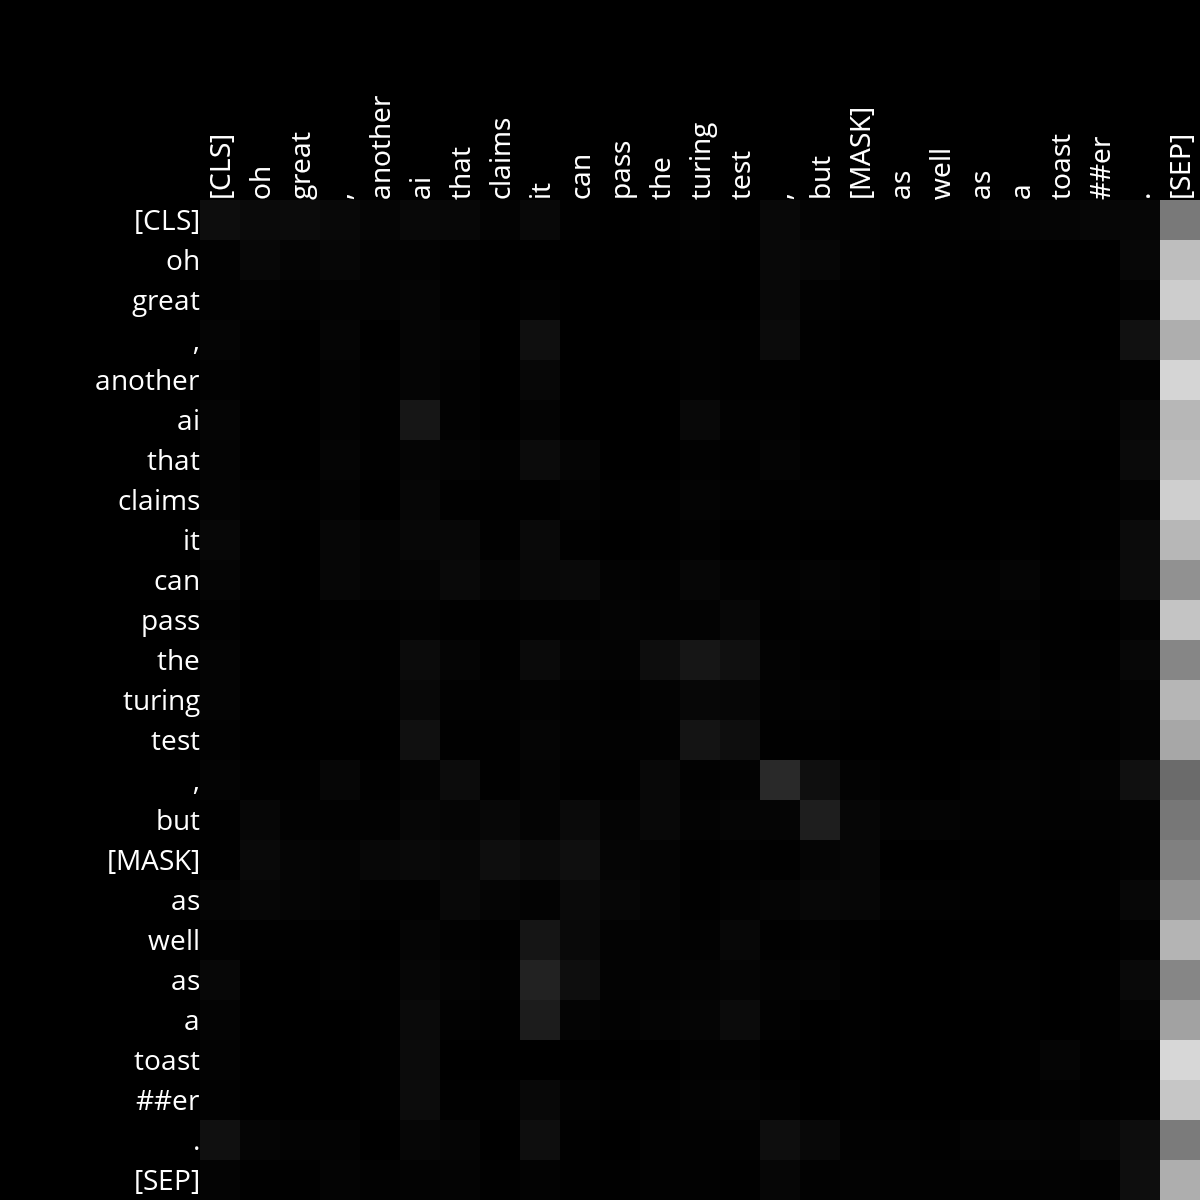 [CLS] oh great , another ai that claims it can pass the turing test , but [MASK] as well as a toast ##er . [SEP]
[CLS]
oh
great
,
another
ai
that
claims
it
can
pass
the
turing
test
,
but
[MASK]
as
well
as
a
toast
##er
.
[SEP]